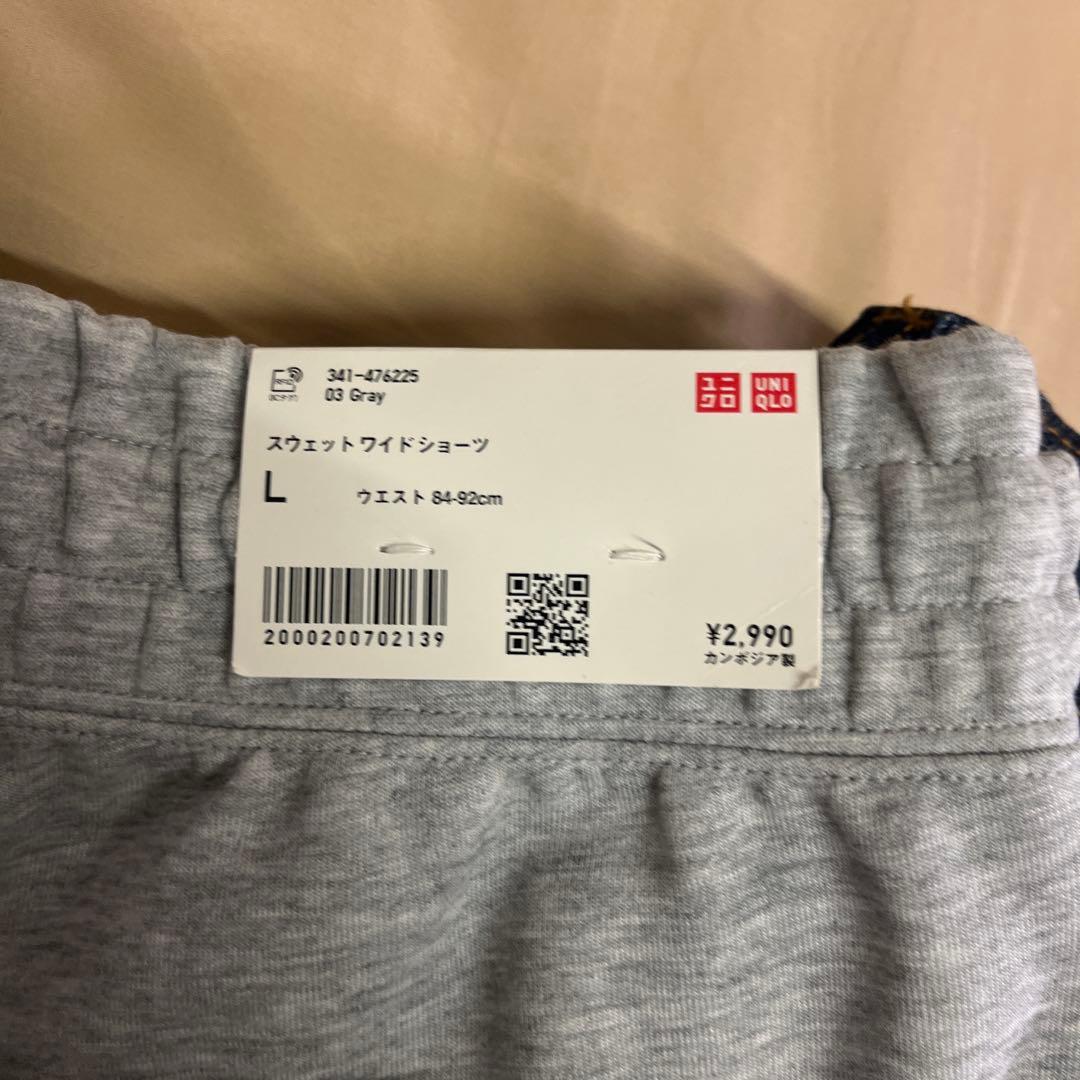 341-476225
03 Gray
RFID
ユニ
クロ
UNI
QLO
スウェット ワイド ショーツ
L ウエスト 84-92cm
2000200702139
¥2,990
カンボジア製